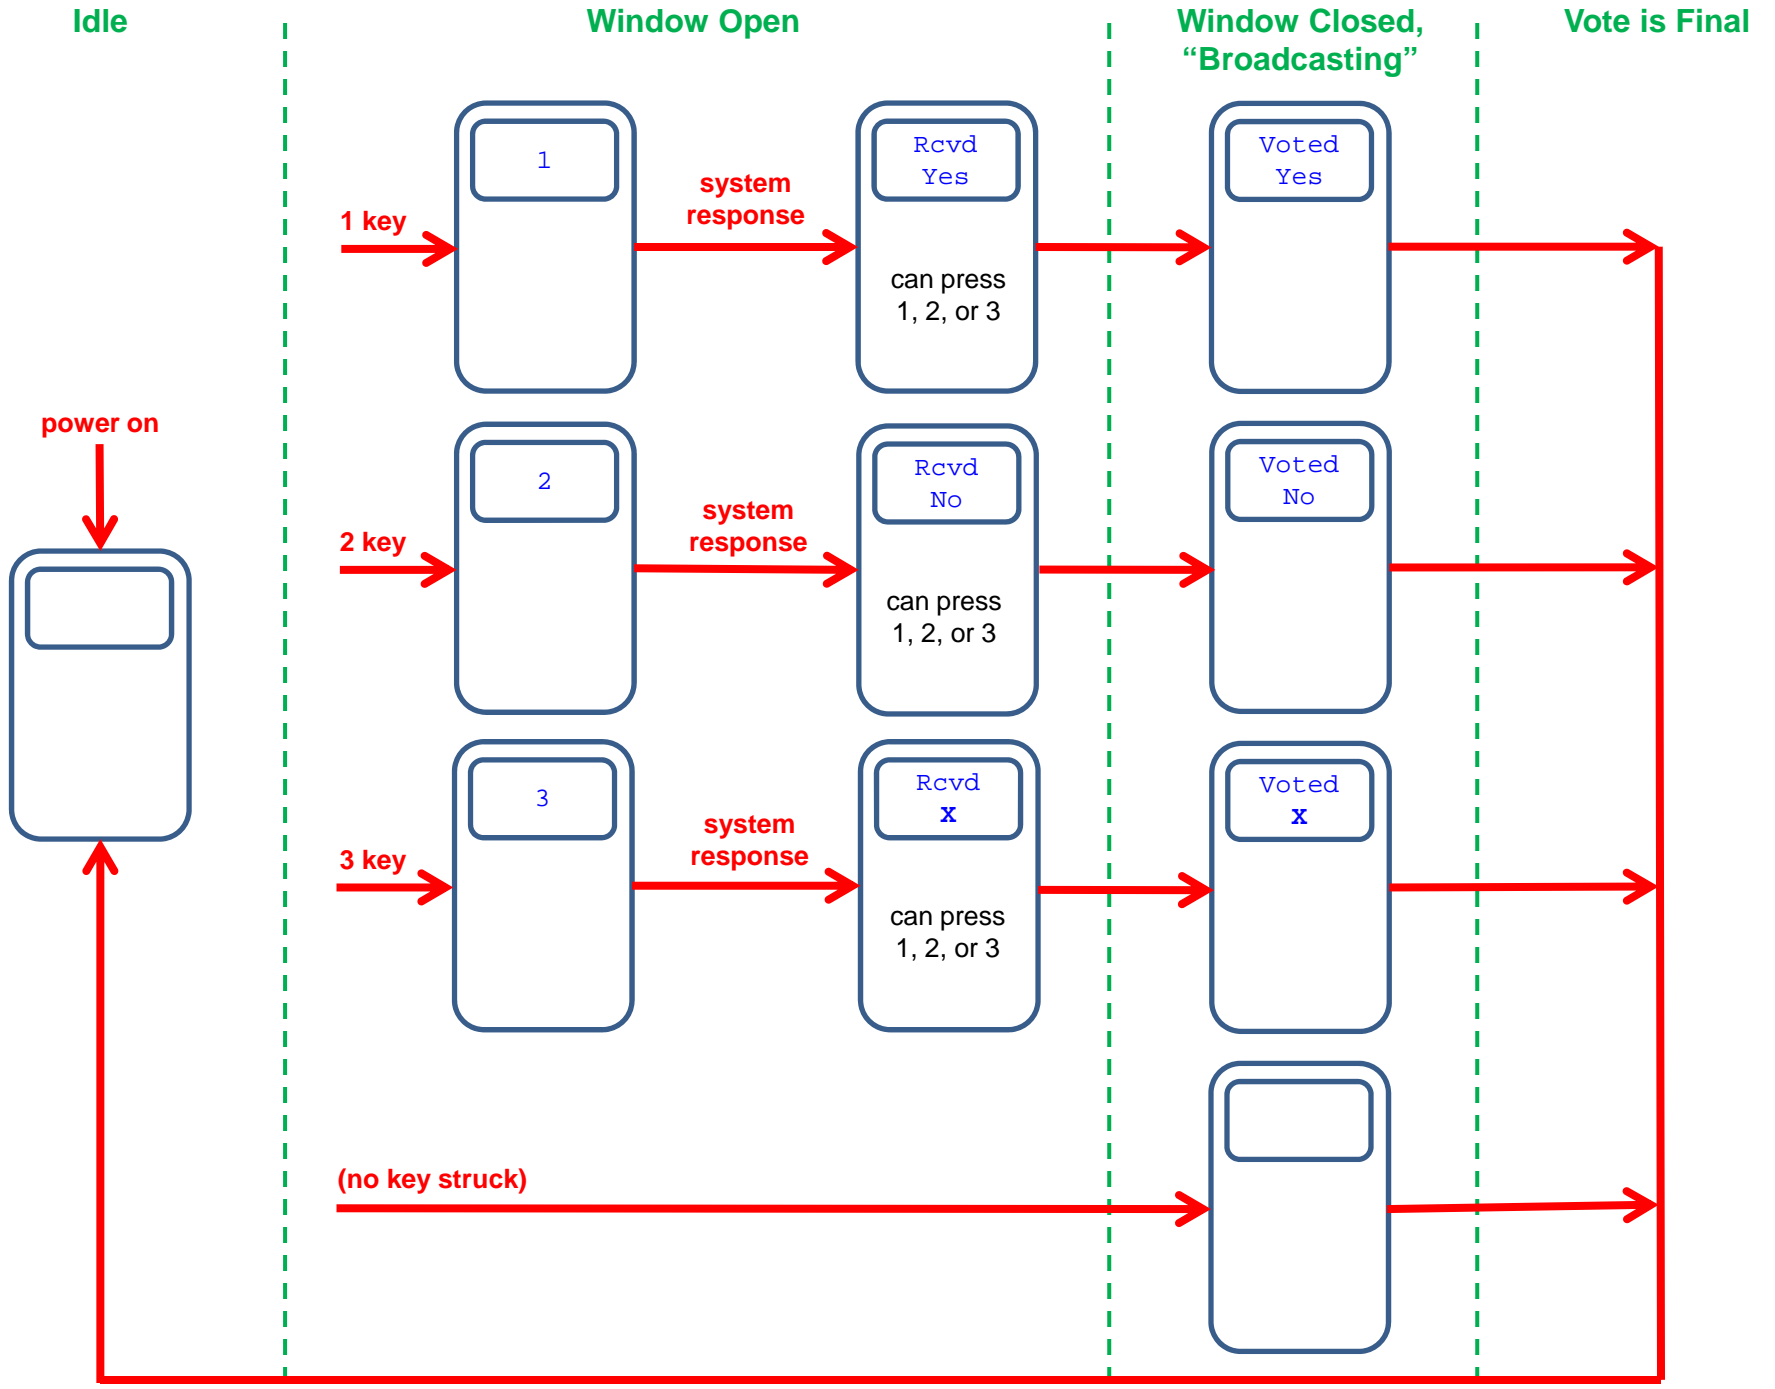 Idle
Window Open
Window Closed,
“Broadcasting”
Vote is Final
1 key
1
system
response
Rcvd
Yes
can press
1, 2, or 3
Voted
Yes
power on
2 key
2
system
response
Rcvd
No
can press
1, 2, or 3
Voted
No
3 key
3
system
response
Rcvd
X
can press
1, 2, or 3
Voted
X
(no key struck)